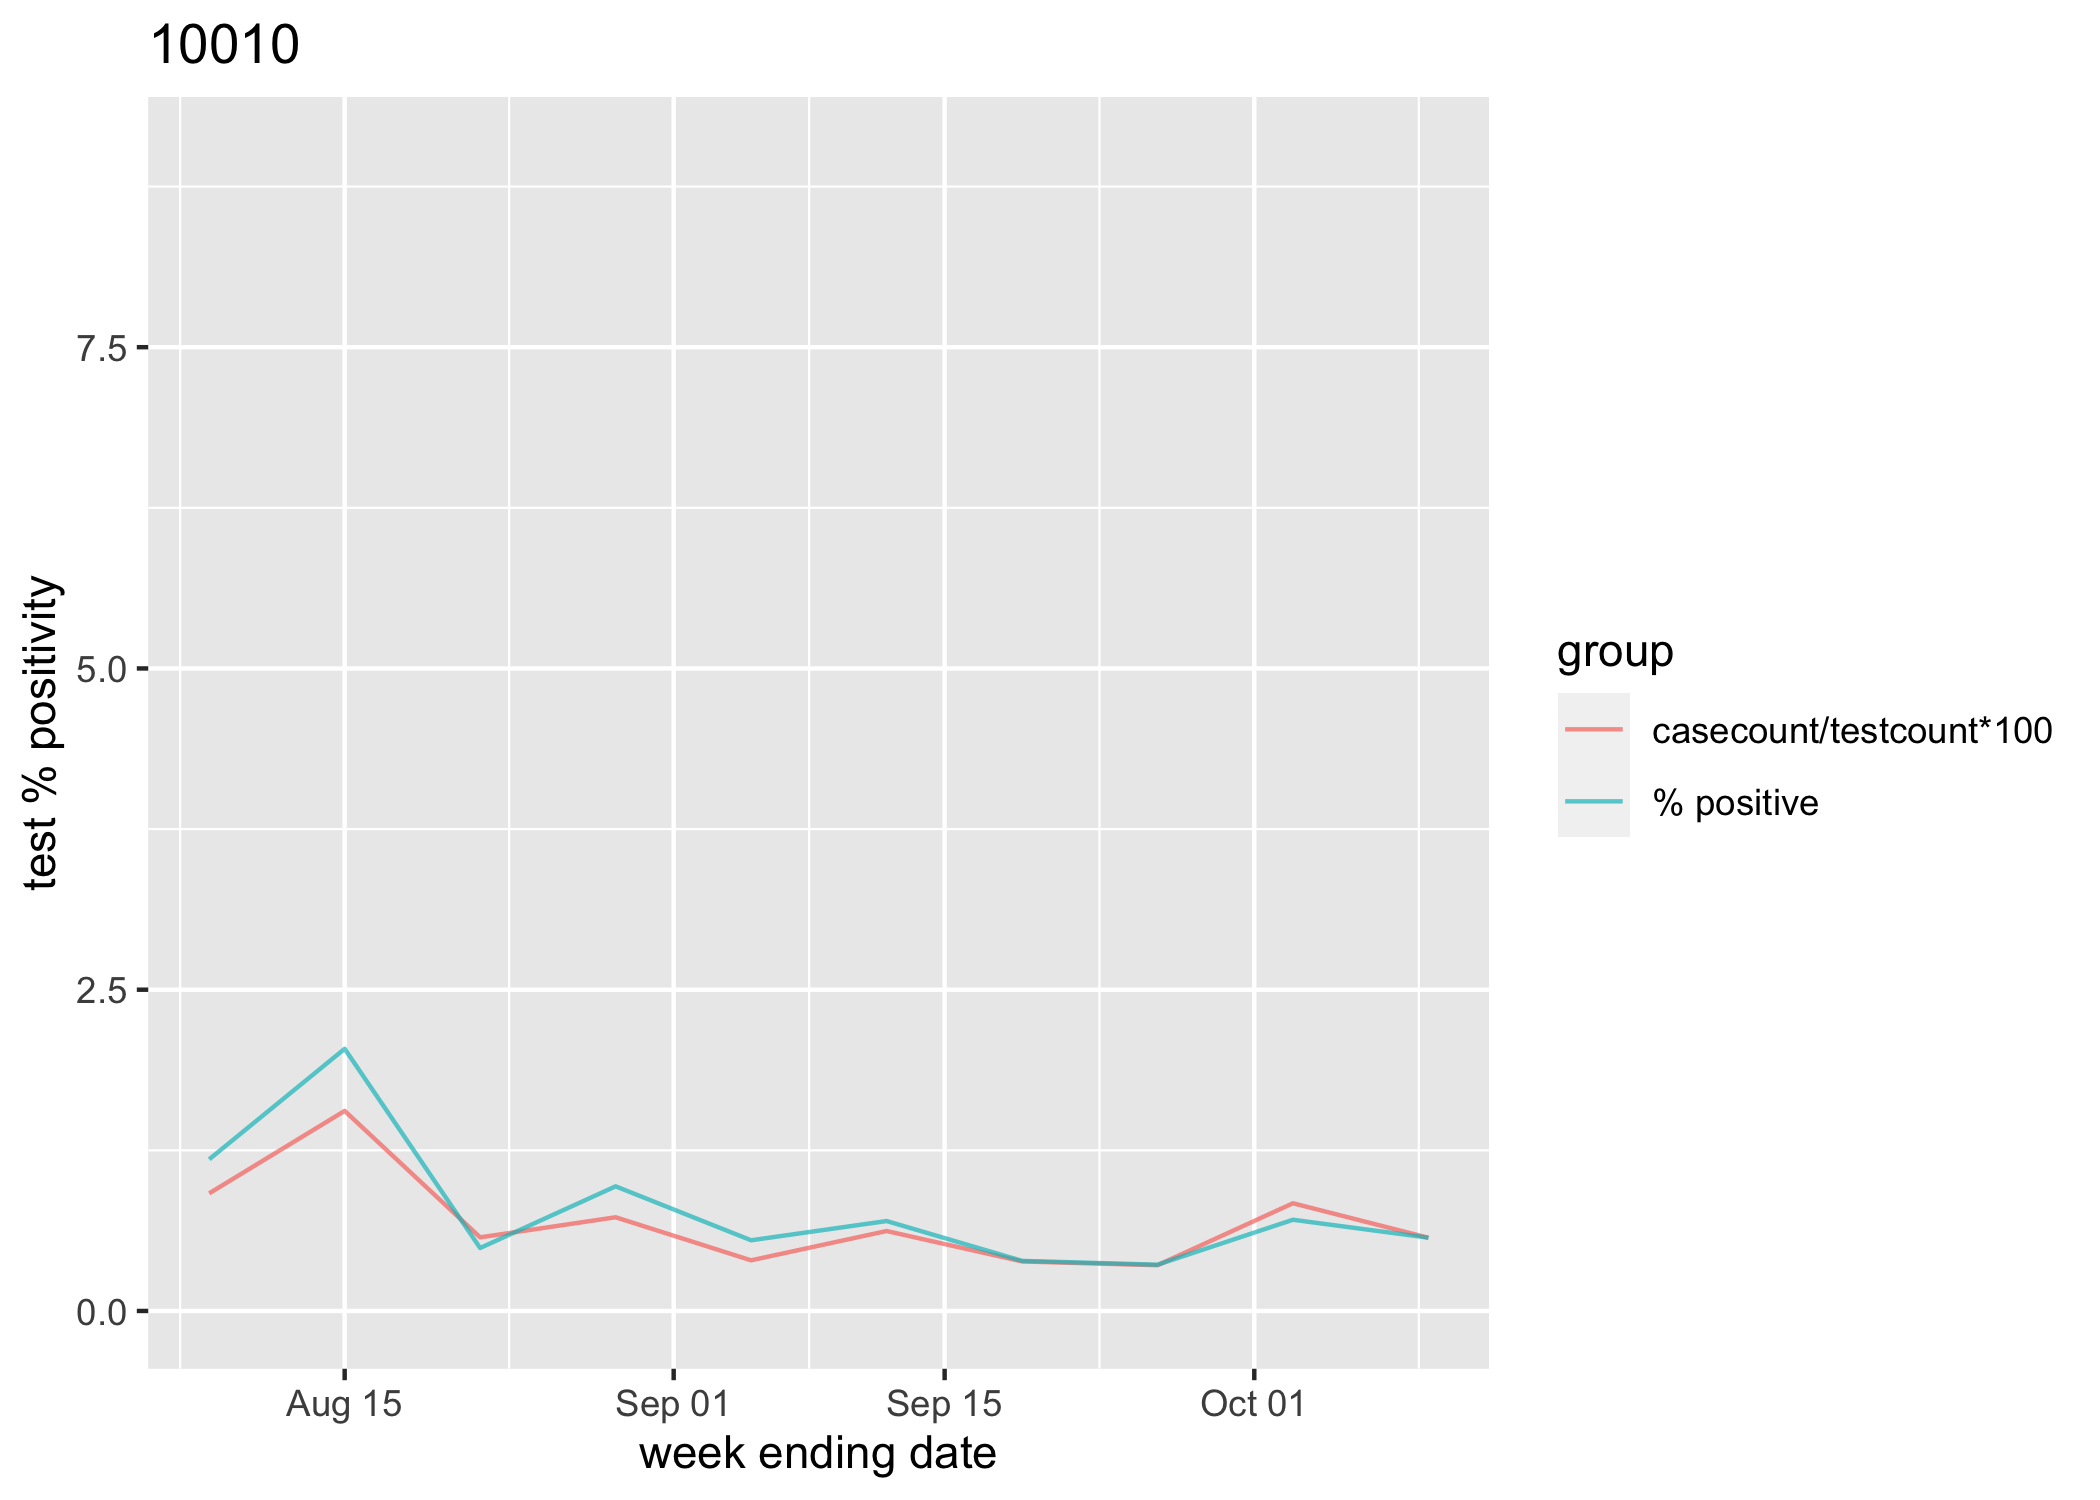 10010
test % positivity
7.5
5.0
2.5
0.0
Aug 15
Sep 01
Sep 15
Oct 01
week ending date
group
casecount/testcount*100
% positive